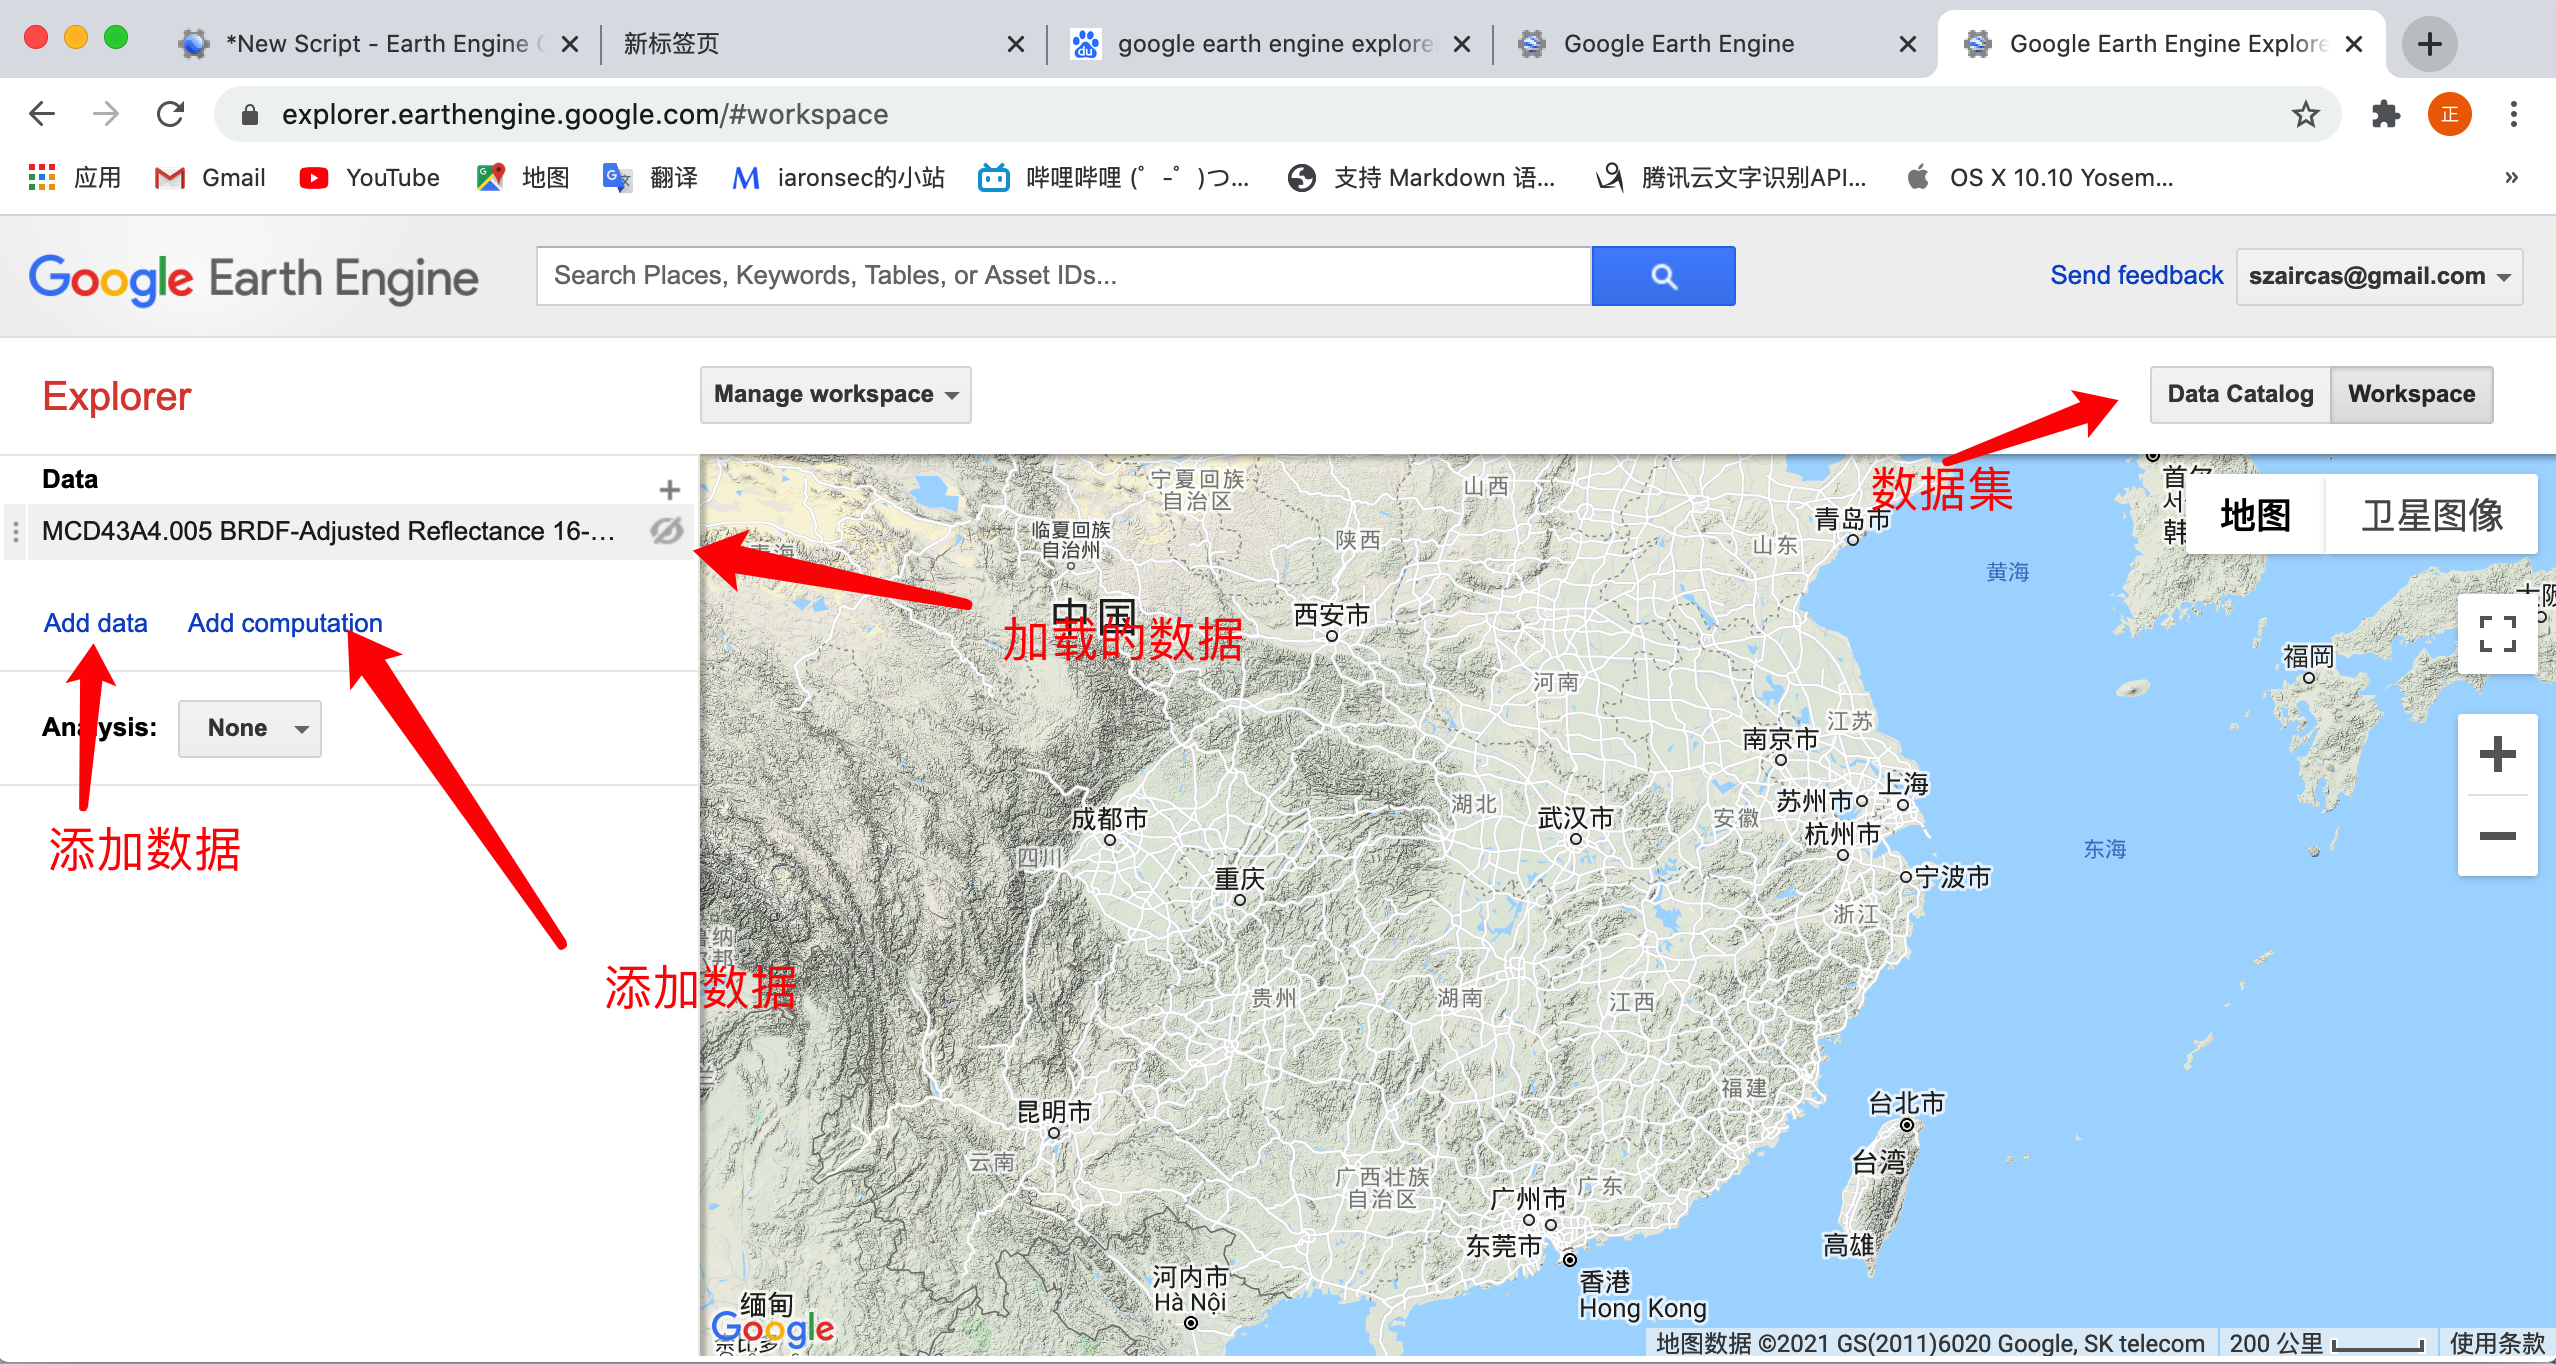 *New Script - Earth Engine
新标签页
google earth engine explore
Google Earth Engine
Google Earth Engine Explore
explorer.earthengine.google.com/#workspace
正
应用
Gmail
YouTube
地图
翻译
iaronsec的小站
哔哩哔哩 (゜-゜)つ...
支持 Markdown 语...
腾讯云文字识别API...
OS X 10.10 Yosem...
»
Google Earth Engine
Search Places, Keywords, Tables, or Asset IDs...
Send feedback
szaircas@gmail.com
Explorer
Manage workspace
Data Catalog
Workspace
数据集
Data
MCD43A4.005 BRDF-Adjusted Reflectance 16-...
Add data
Add computation
加载的数据
Analysis:
None
添加数据
添加数据
地图
卫星图像
宁夏回族
自治区
山西
首尔
서
韩
临夏回族
自治州
青海
陕西
青岛市
山东
黄海
中国
西安市
河南
福岡
江苏
南京市
上海
苏州市
成都市
湖北
武汉市
安徽
杭州市
四川
东海
重庆
宁波市
浙江
贵州
湖南
江西
福建
昆明市
台北市
云南
台湾
广西壮族
自治区
广州市
广东
东莞市
高雄
河内市
Hà Nội
香港
Hong Kong
缅甸
Google
地图数据 ©2021 GS(2011)6020 Google, SK telecom
200 公里
使用条款